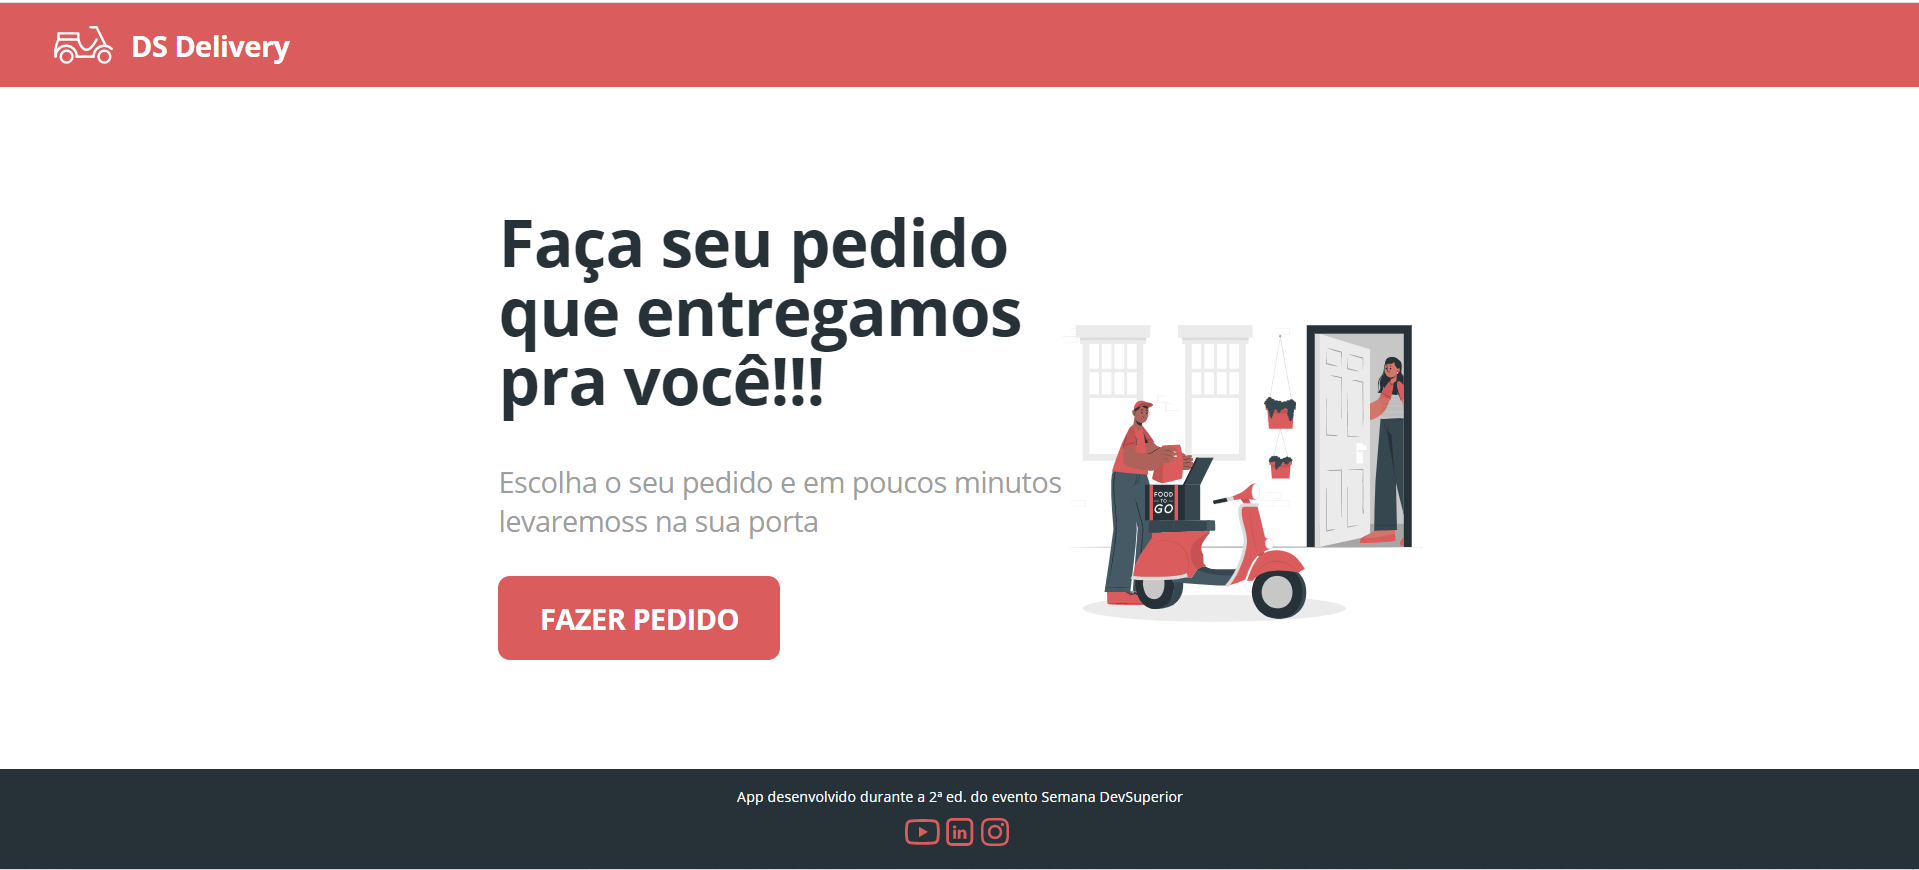 DS Delivery
Faça seu pedido
que entregamos
pra você!!!
Escolha o seu pedido e em poucos minutos
levaremoss na sua porta
FOOD
TO
GO
FAZER PEDIDO
App desenvolvido durante a 2ª ed. do evento Semana DevSuperior
in